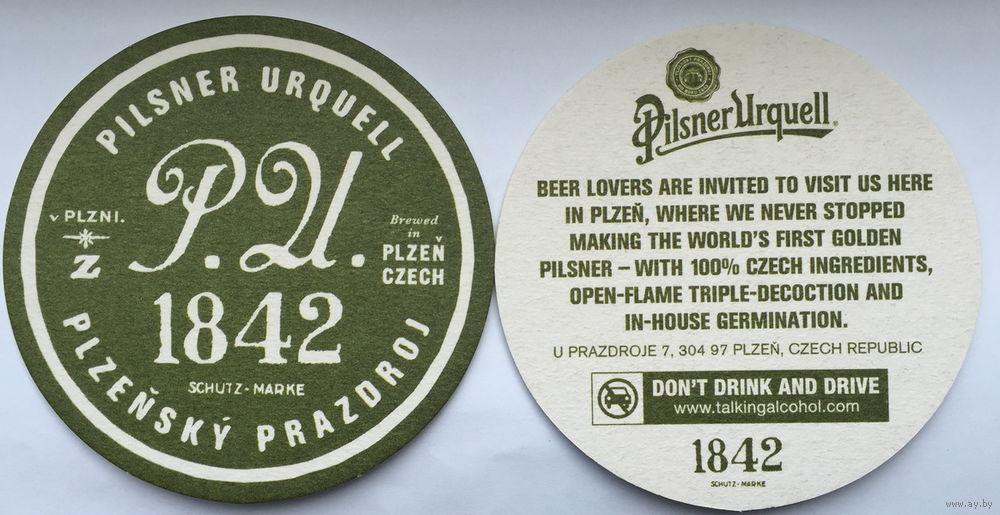 PILSNER URQUELL
P.U.
v PLZNI.
Z
Brewed
in
PLZEŇ
CZECH
1842
SCHUTZ-MARKE
PLZEŇSKÝ PRAZDROJ
Pilsner Urquell®
BEER LOVERS ARE INVITED TO VISIT US HERE
IN PLZEŇ, WHERE WE NEVER STOPPED
MAKING THE WORLD'S FIRST GOLDEN
PILSNER – WITH 100% CZECH INGREDIENTS,
OPEN-FLAME TRIPLE-DECOCTION AND
IN-HOUSE GERMINATION.
U PRAZDROJE 7, 304 97 PLZEŇ, CZECH REPUBLIC
DON'T DRINK AND DRIVE
www.talkingalcohol.com
1842
SCHUTZ-MARKE
www.ay.by